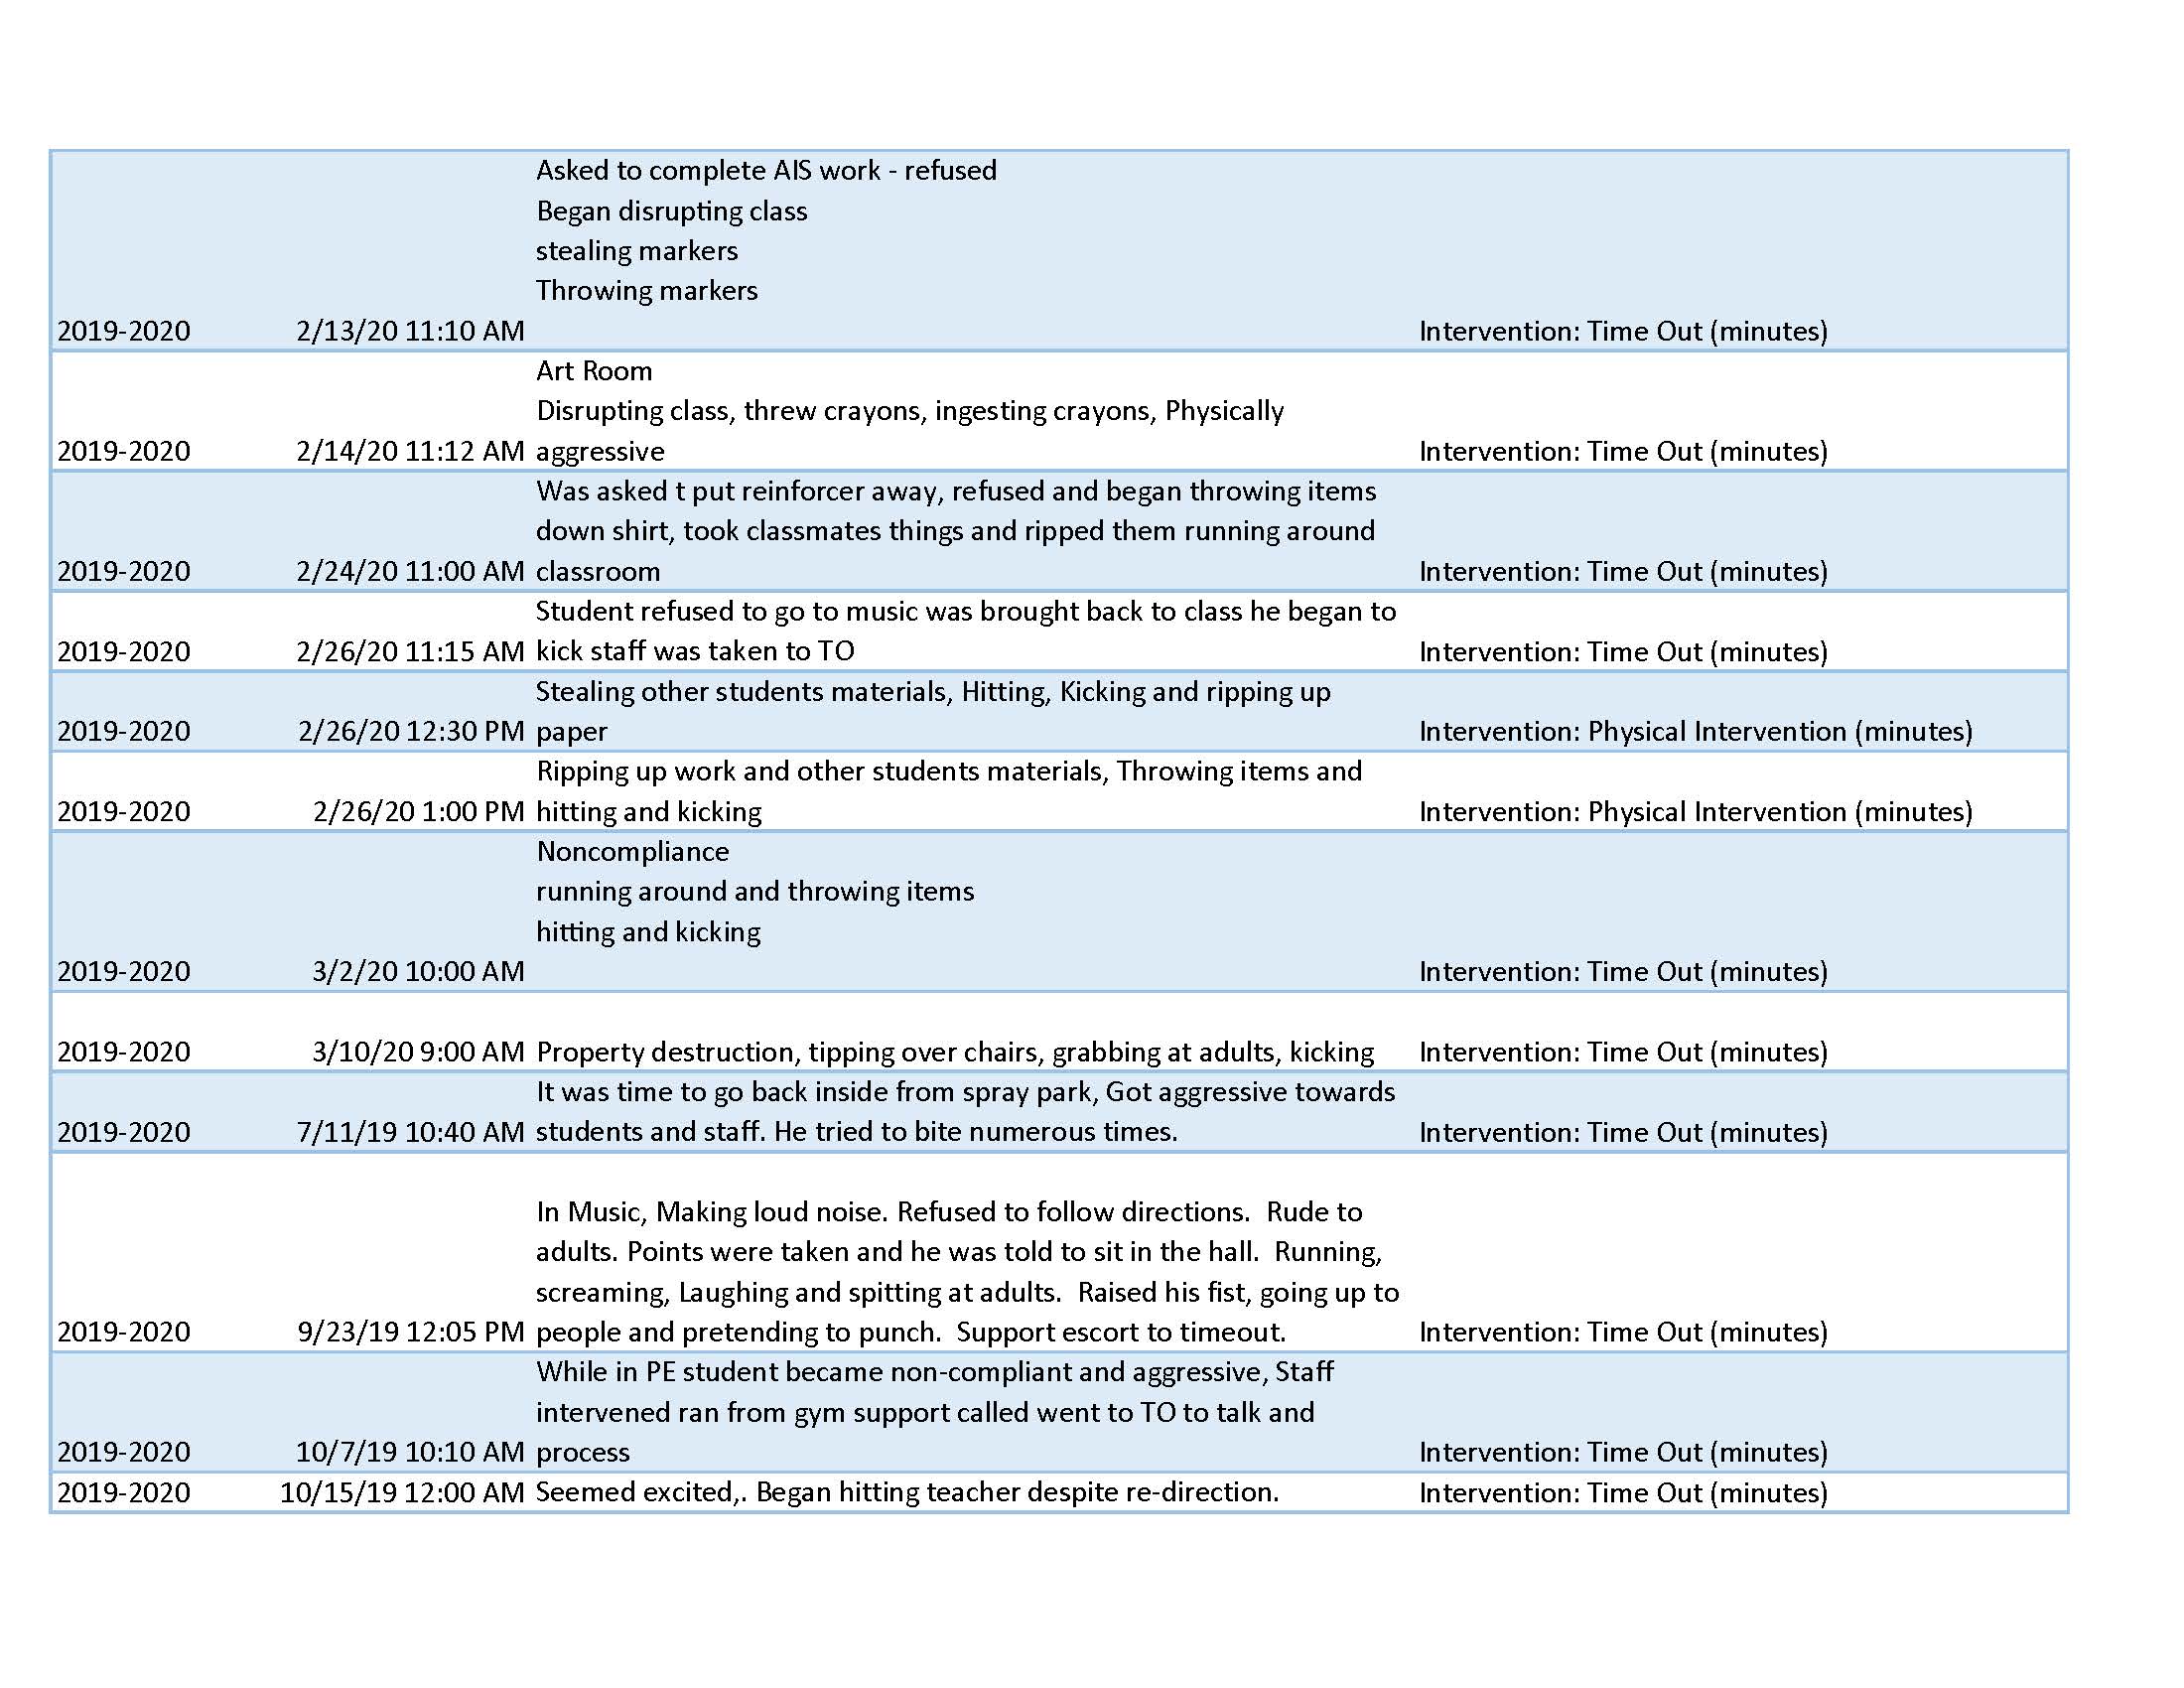 Asked to complete AIS work - refused
Began disrupting class
stealing markers
Throwing markers
2019-2020 2/13/20 11:10 AM Intervention: Time Out (minutes)
Art Room
Disrupting class, threw crayons, ingesting crayons, Physically
2019-2020 2/14/20 11:12 AM aggressive Intervention: Time Out (minutes)
Was asked t put reinforcer away, refused and began throwing items
down shirt, took classmates things and ripped them running around
2019-2020 2/24/20 11:00 AM classroom Intervention: Time Out (minutes)
Student refused to go to music was brought back to class he began to
2019-2020 2/26/20 11:15 AM kick staff was taken to TO Intervention: Time Out (minutes)
Stealing other students materials, Hitting, Kicking and ripping up
2019-2020 2/26/20 12:30 PM paper Intervention: Physical Intervention (minutes)
Ripping up work and other students materials, Throwing items and
2019-2020 2/26/20 1:00 PM hitting and kicking Intervention: Physical Intervention (minutes)
Noncompliance
running around and throwing items
hitting and kicking
2019-2020 3/2/20 10:00 AM Intervention: Time Out (minutes)
2019-2020 3/10/20 9:00 AM Property destruction, tipping over chairs, grabbing at adults, kicking Intervention: Time Out (minutes)
It was time to go back inside from spray park, Got aggressive towards
2019-2020 7/11/19 10:40 AM students and staff. He tried to bite numerous times. Intervention: Time Out (minutes)
In Music, Making loud noise. Refused to follow directions.  Rude to
adults. Points were taken and he was told to sit in the hall.  Running,
screaming, Laughing and spitting at adults.  Raised his fist, going up to
2019-2020 9/23/19 12:05 PM people and pretending to punch.  Support escort to timeout. Intervention: Time Out (minutes)
While in PE student became non-compliant and aggressive, Staff
intervened ran from gym support called went to TO to talk and
2019-2020 10/7/19 10:10 AM process Intervention: Time Out (minutes)
2019-2020 10/15/19 12:00 AM Seemed excited,. Began hitting teacher despite re-direction. Intervention: Time Out (minutes)